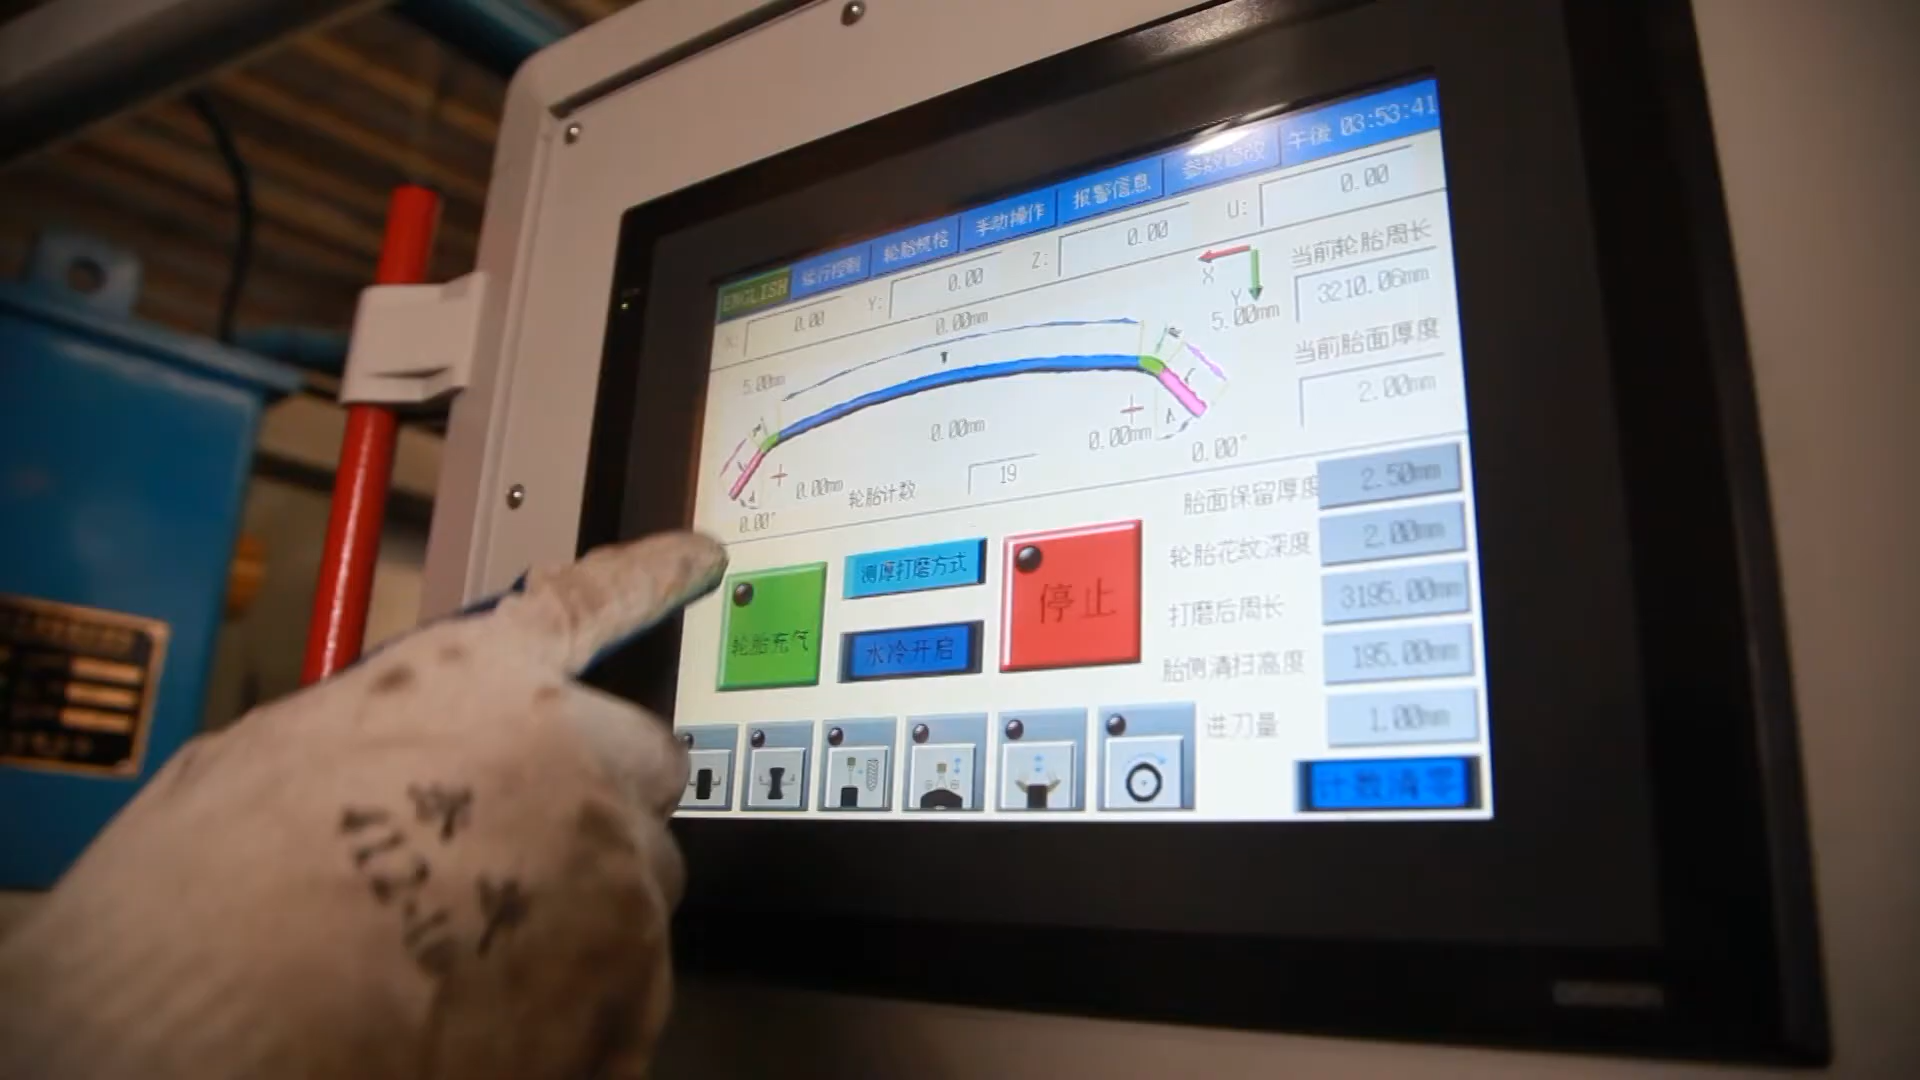 ENGLISH 运行控制 轮胎规格 手动操作 报警信息 参数修改 午後 03:53:41
X: 0.00 Y: 0.00 Z: 0.00 U: 0.00
X
Y
当前轮胎周长
3210.06mm
当前胎面厚度
2.00mm
0.00mm
5.00mm
5.00mm
0.00mm
0.00mm
0.00mm
0.00°
0.00°
轮胎计数 19
胎面保留厚度 2.50mm
轮胎花纹深度 2.00mm
打磨后周长 3195.00mm
胎侧清扫高度 195.00mm
进刀量 1.00mm
轮胎充气
测厚打磨方式
水冷开启
停止
计数清零